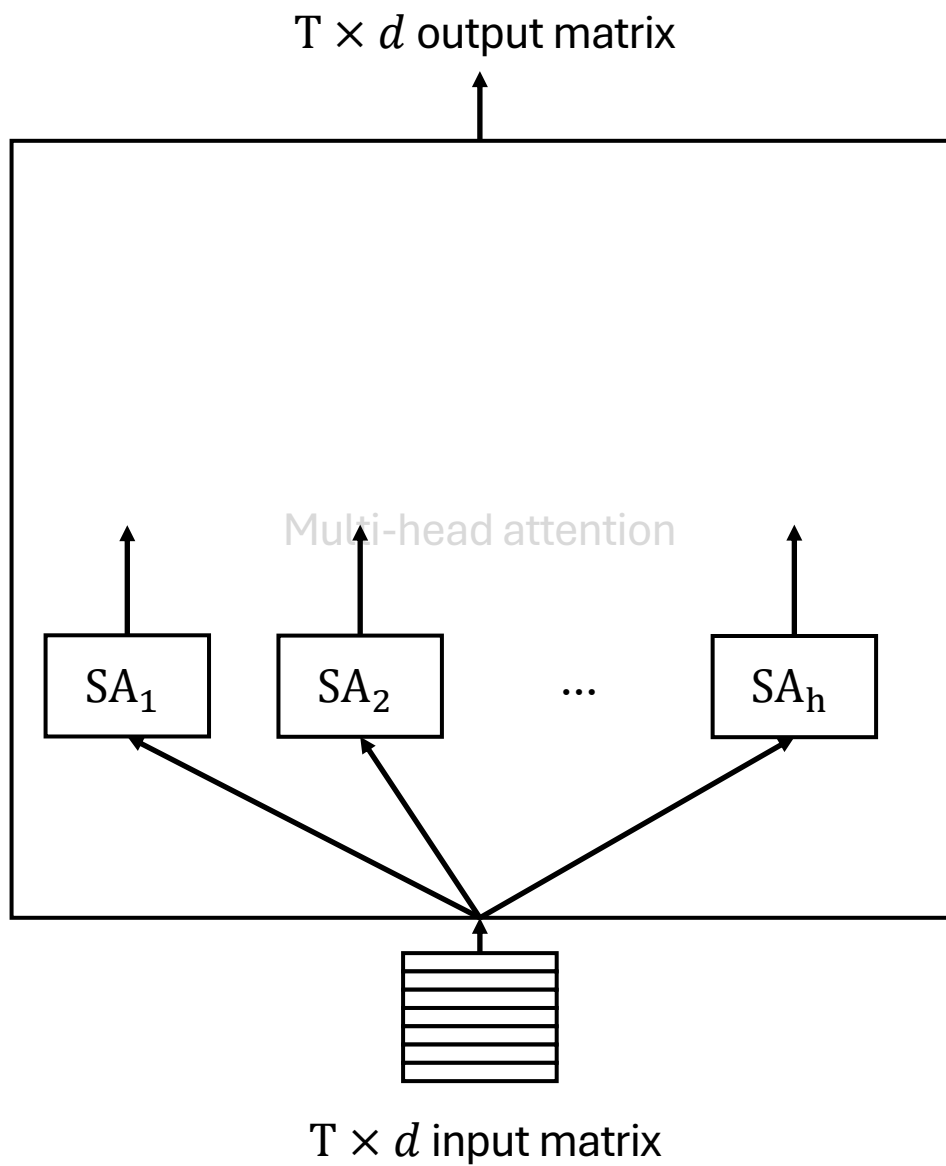 T × d output matrix
Multi-head attention
SA₁ SA₂ ... SAₕ
T × d input matrix